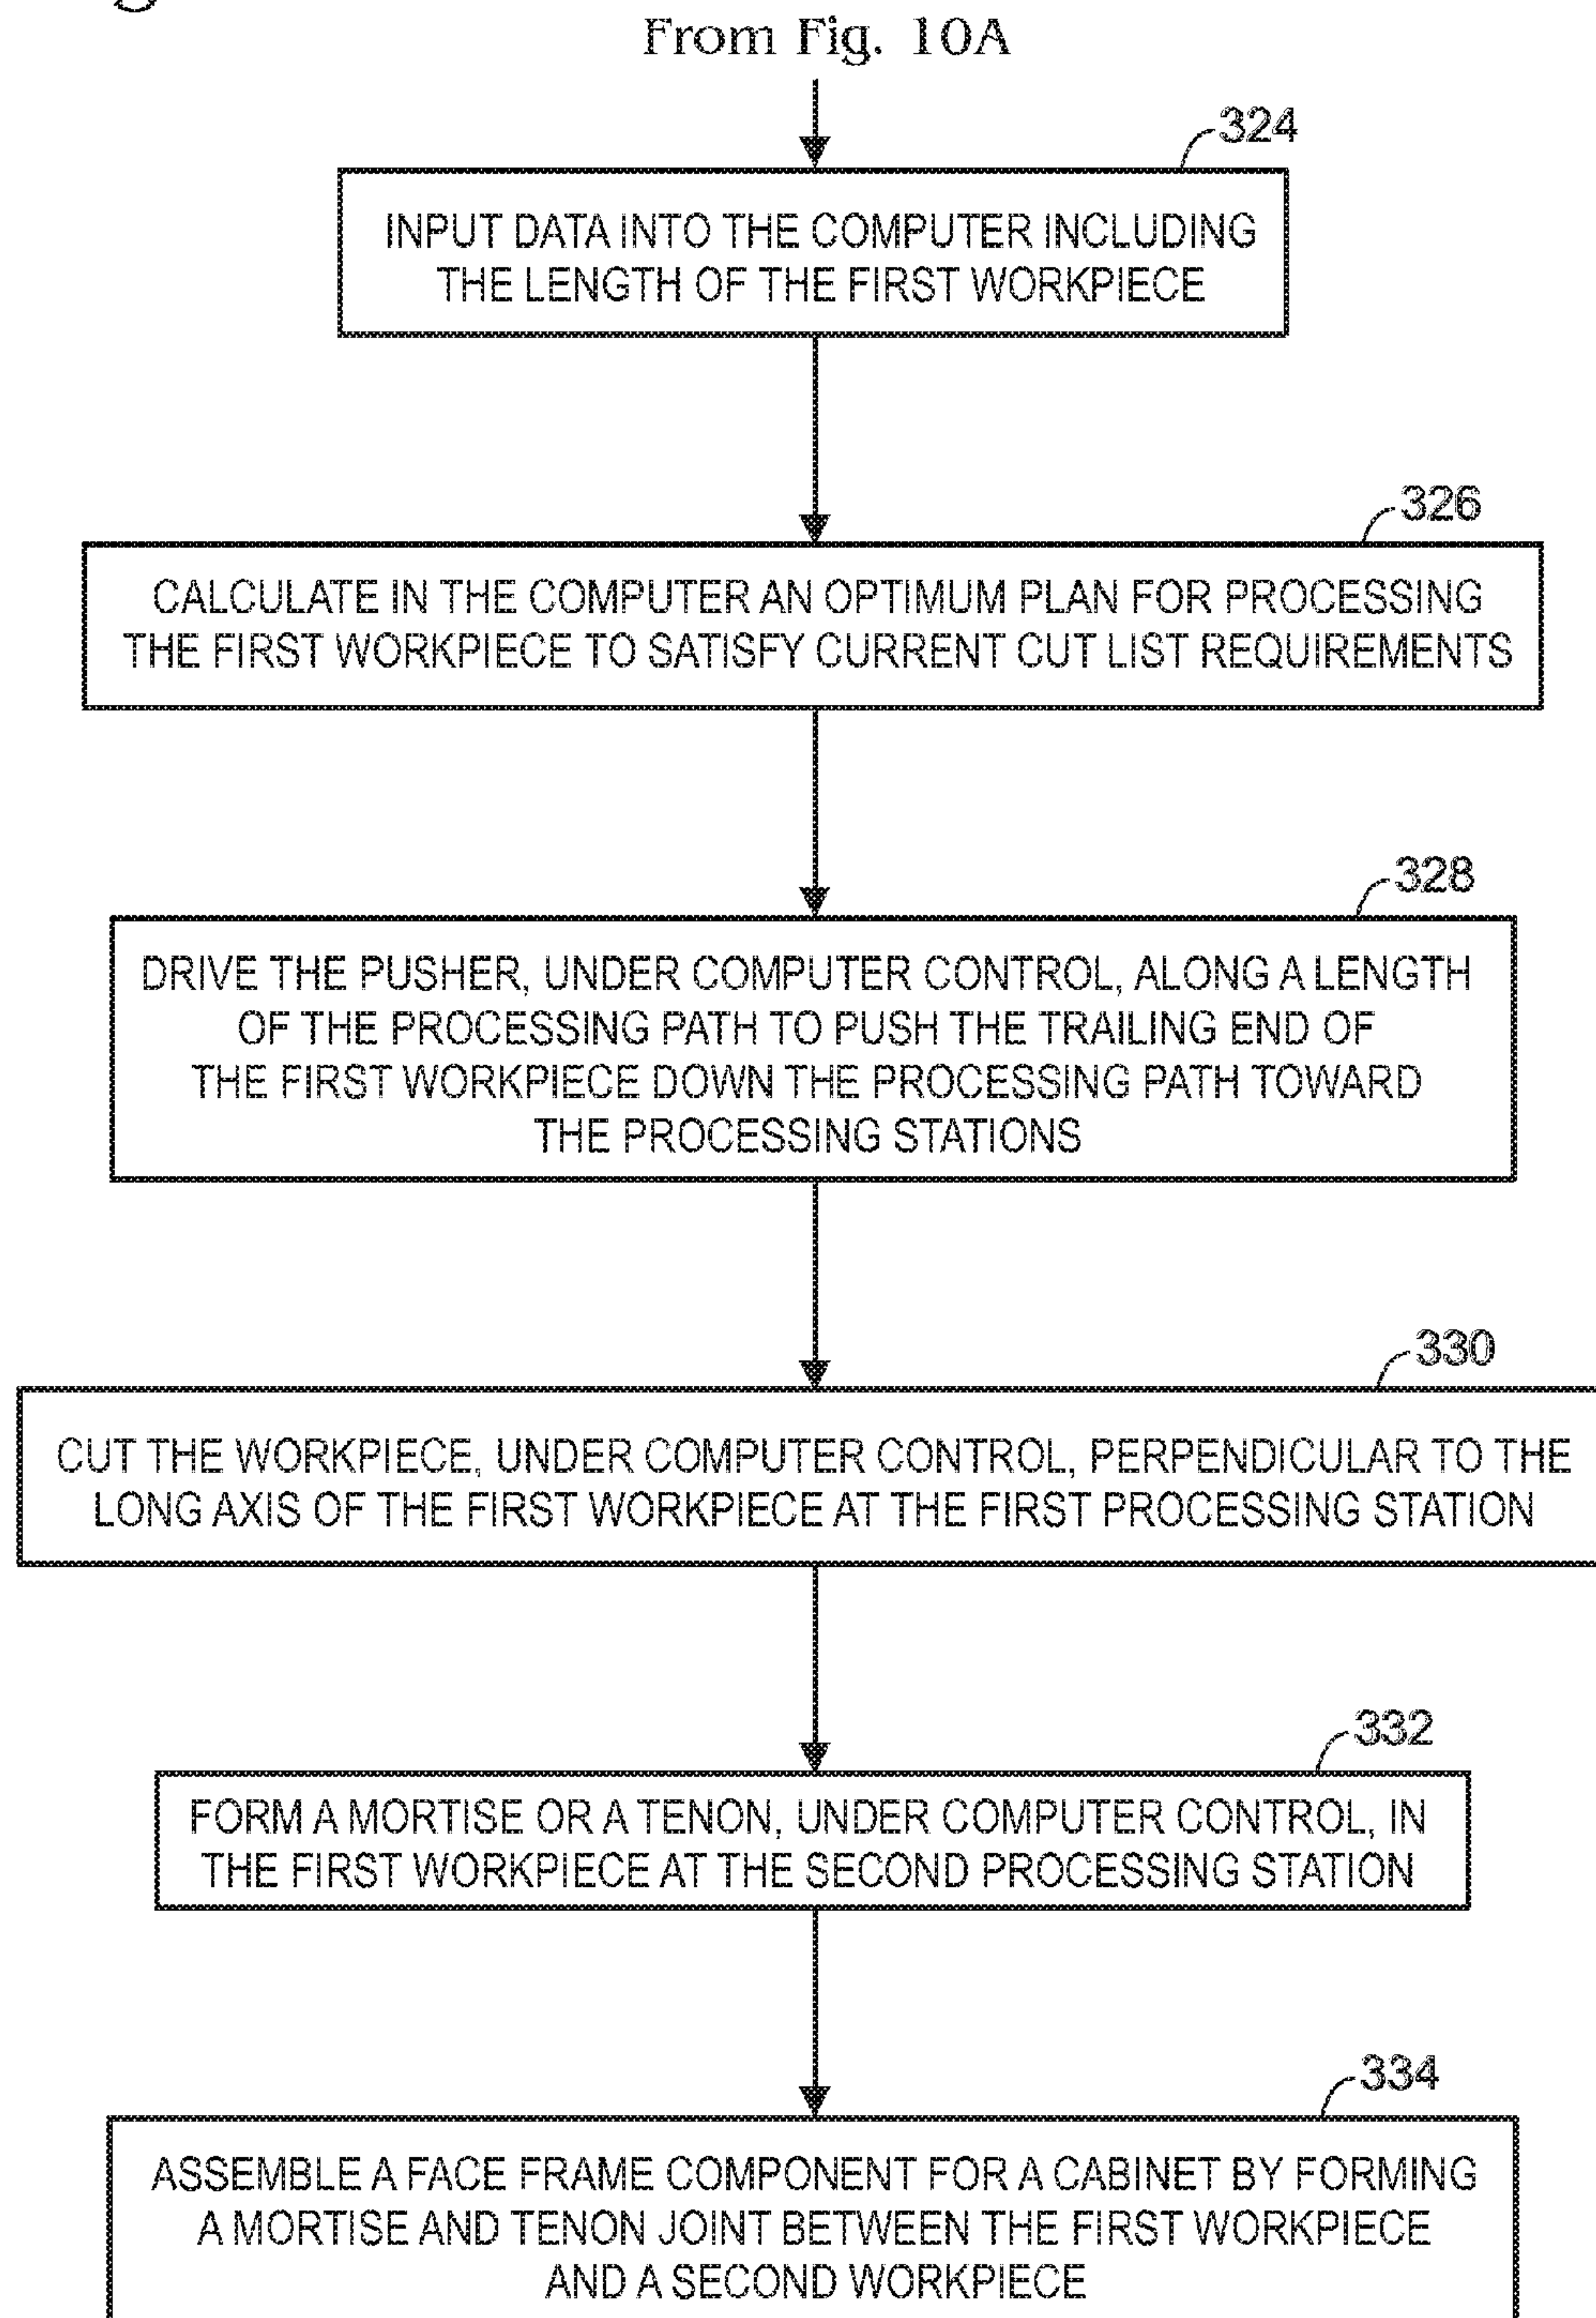 From Fig. 10A
324
INPUT DATA INTO THE COMPUTER INCLUDING
THE LENGTH OF THE FIRST WORKPIECE
326
CALCULATE IN THE COMPUTER AN OPTIMUM PLAN FOR PROCESSING
THE FIRST WORKPIECE TO SATISFY CURRENT CUT LIST REQUIREMENTS
328
DRIVE THE PUSHER, UNDER COMPUTER CONTROL, ALONG A LENGTH
OF THE PROCESSING PATH TO PUSH THE TRAILING END OF
THE FIRST WORKPIECE DOWN THE PROCESSING PATH TOWARD
THE PROCESSING STATIONS
330
CUT THE WORKPIECE, UNDER COMPUTER CONTROL, PERPENDICULAR TO THE
LONG AXIS OF THE FIRST WORKPIECE AT THE FIRST PROCESSING STATION
332
FORM A MORTISE OR A TENON, UNDER COMPUTER CONTROL, IN
THE FIRST WORKPIECE AT THE SECOND PROCESSING STATION
334
ASSEMBLE A FACE FRAME COMPONENT FOR A CABINET BY FORMING
A MORTISE AND TENON JOINT BETWEEN THE FIRST WORKPIECE
AND A SECOND WORKPIECE